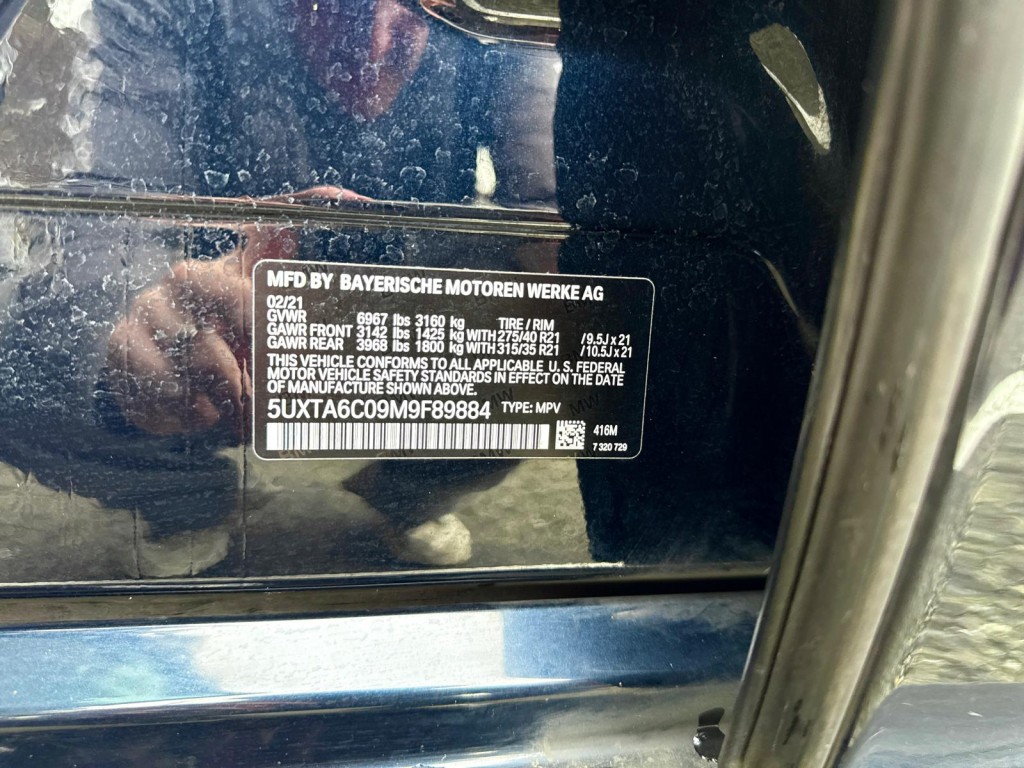 MFD BY BAYERISCHE MOTOREN WERKE AG
02/21
GVWR 6967 lbs 3160 kg TIRE / RIM
GAWR FRONT 3142 lbs 1425 kg WITH 275/40 R21 / 9.5J x 21
GAWR REAR 3968 lbs 1800 kg WITH 315/35 R21 / 10.5J x 21
THIS VEHICLE CONFORMS TO ALL APPLICABLE U. S. FEDERAL
MOTOR VEHICLE SAFETY STANDARDS IN EFFECT ON THE DATE
OF MANUFACTURE SHOWN ABOVE.
5UXTA6C09M9F89884 TYPE: MPV
416M
7 320 729